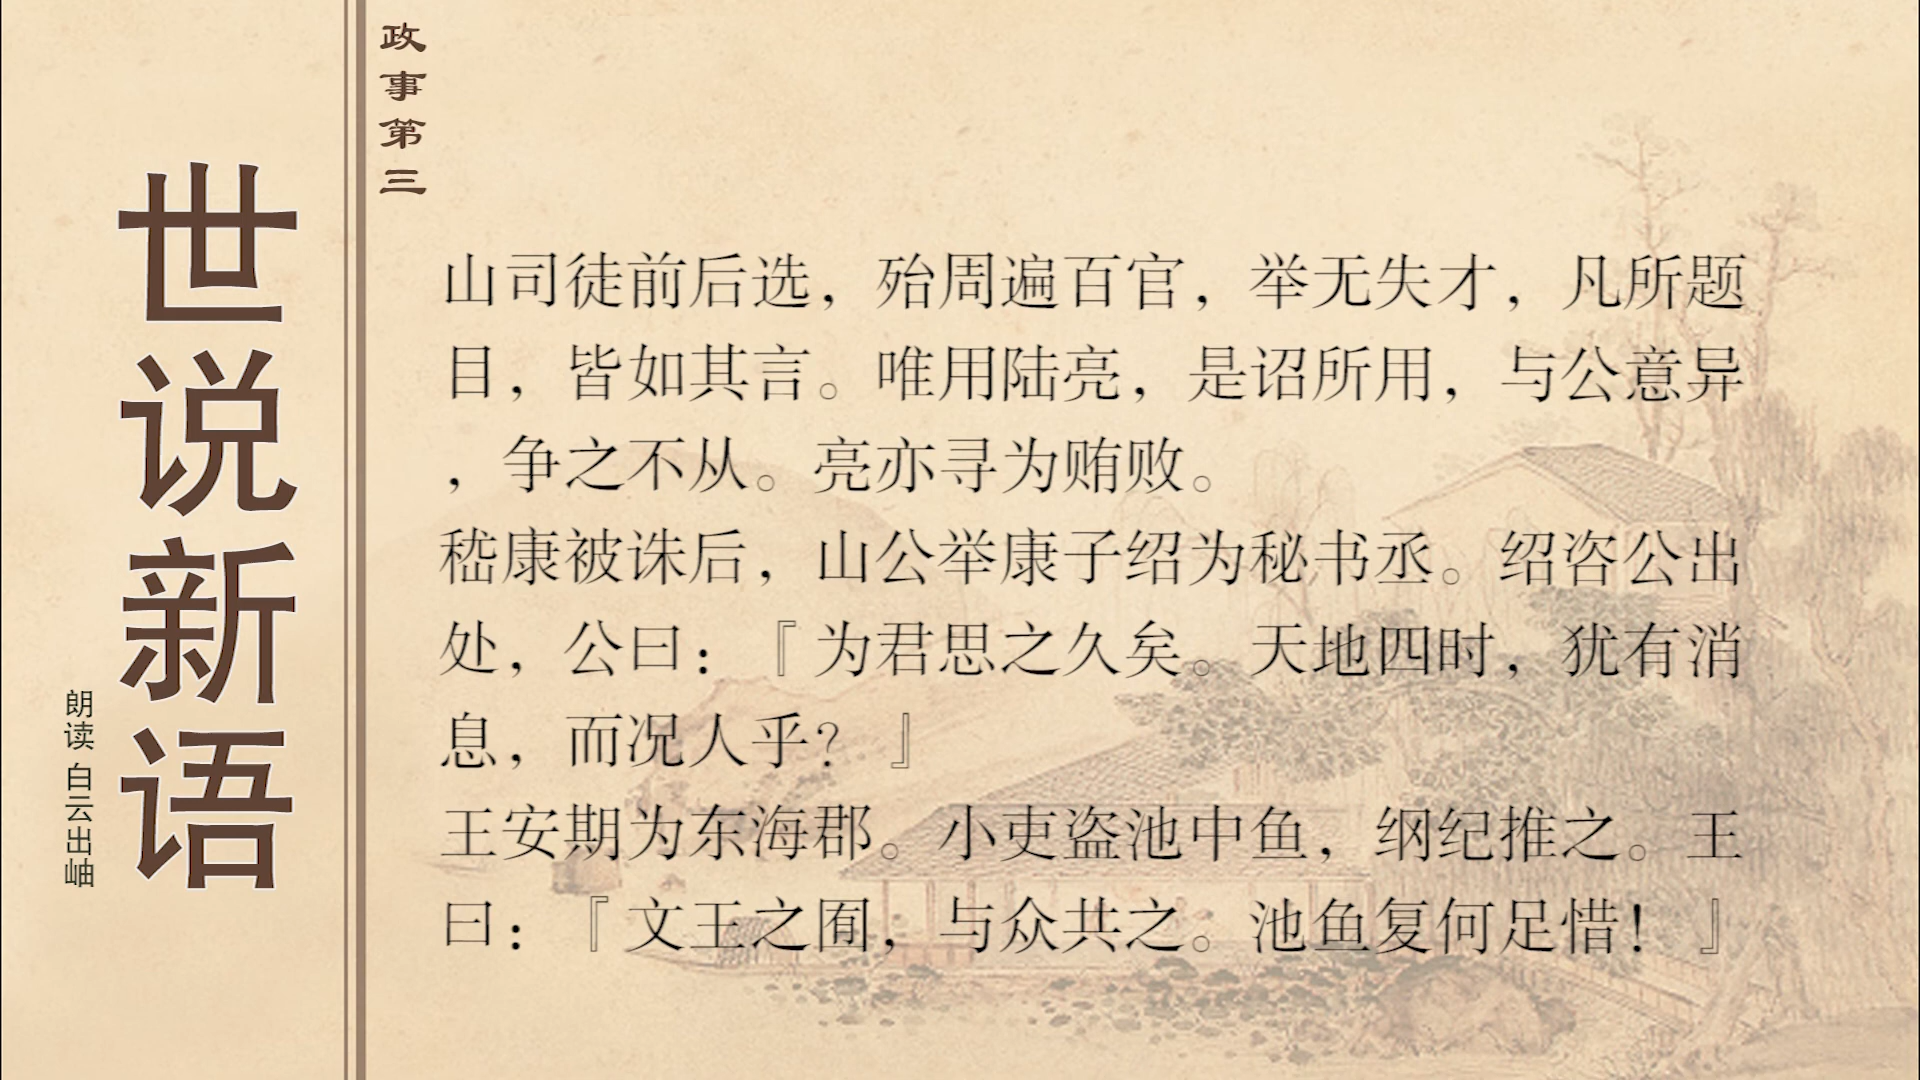 世说新语
朗读 白云出岫
政事第三
山司徒前后选，殆周遍百官，举无失才，凡所题
目，皆如其言。唯用陆亮，是诏所用，与公意异
，争之不从。亮亦寻为贿败。
嵇康被诛后，山公举康子绍为秘书丞。绍咨公出
处，公曰：『为君思之久矣。天地四时，犹有消
息，而况人乎？』
王安期为东海郡。小吏盗池中鱼，纲纪推之。王
曰：『文王之囿，与众共之。池鱼复何足惜！』